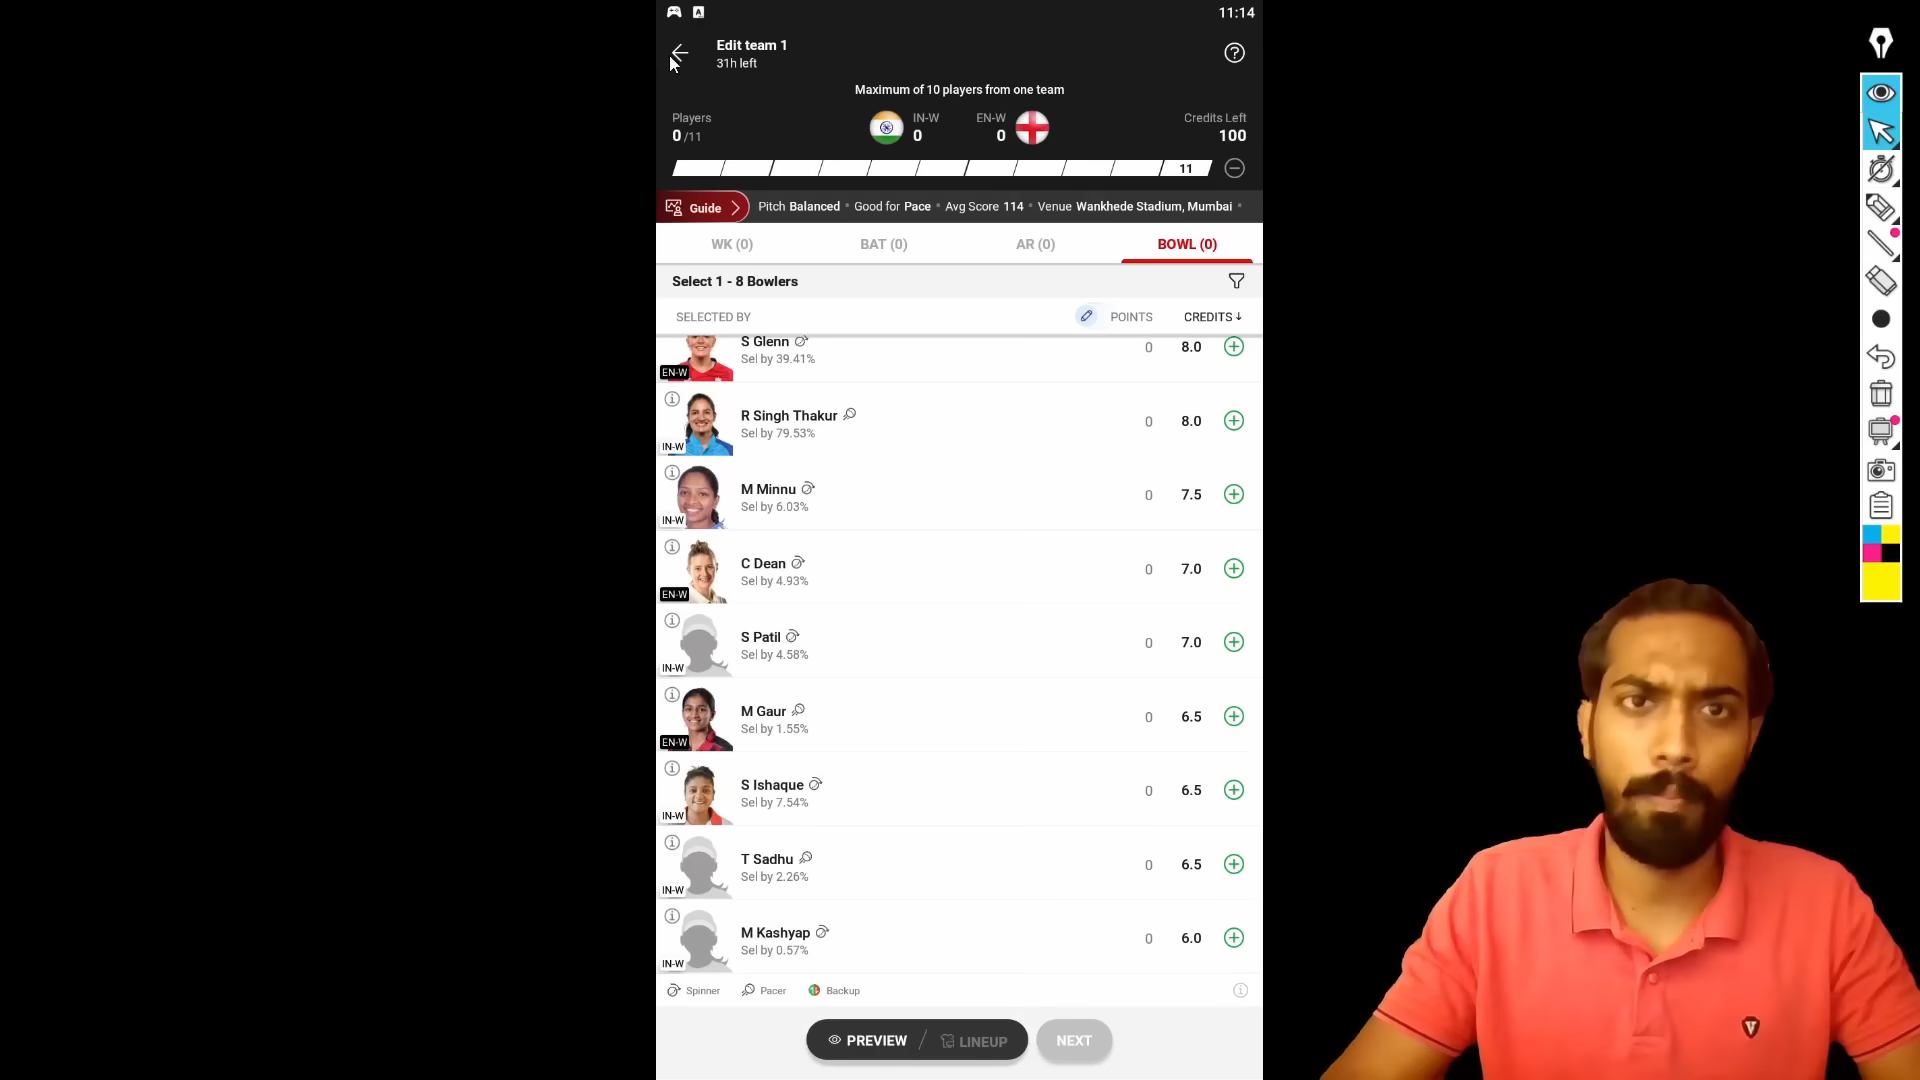 11:14
Edit team 1
31h left
Maximum of 10 players from one team
Players
0 /11
IN-W
0
EN-W
0
Credits Left
100
11
Guide
Pitch Balanced • Good for Pace • Avg Score 114 • Venue Wankhede Stadium, Mumbai •
WK (0)
BAT (0)
AR (0)
BOWL (0)
Select 1 - 8 Bowlers
SELECTED BY
POINTS
CREDITS↓
S Glenn
Sel by 39.41%
EN-W
0
8.0
R Singh Thakur
Sel by 79.53%
IN-W
0
8.0
M Minnu
Sel by 6.03%
IN-W
0
7.5
C Dean
Sel by 4.93%
EN-W
0
7.0
S Patil
Sel by 4.58%
IN-W
0
7.0
M Gaur
Sel by 1.55%
EN-W
0
6.5
S Ishaque
Sel by 7.54%
IN-W
0
6.5
T Sadhu
Sel by 2.26%
IN-W
0
6.5
M Kashyap
Sel by 0.57%
IN-W
0
6.0
Spinner
Pacer
Backup
PREVIEW / LINEUP
NEXT